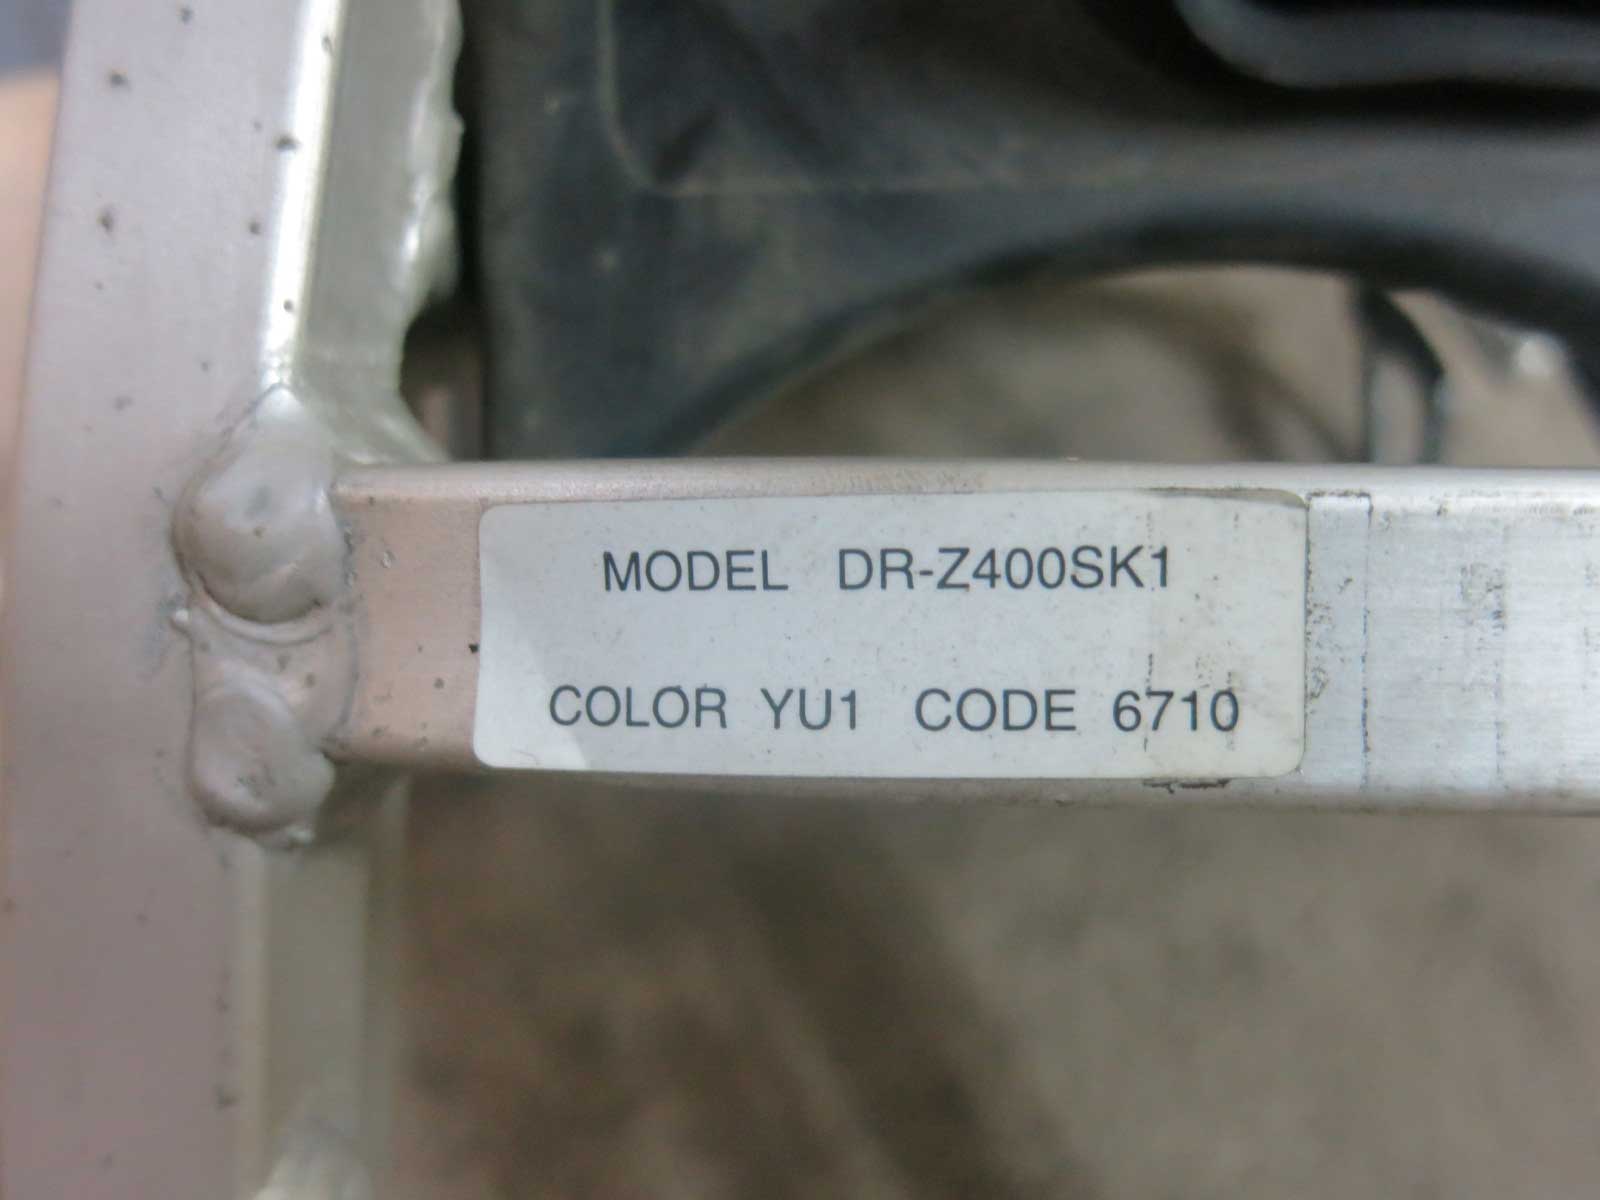 MODEL DR-Z400SK1
COLOR YU1 CODE 6710